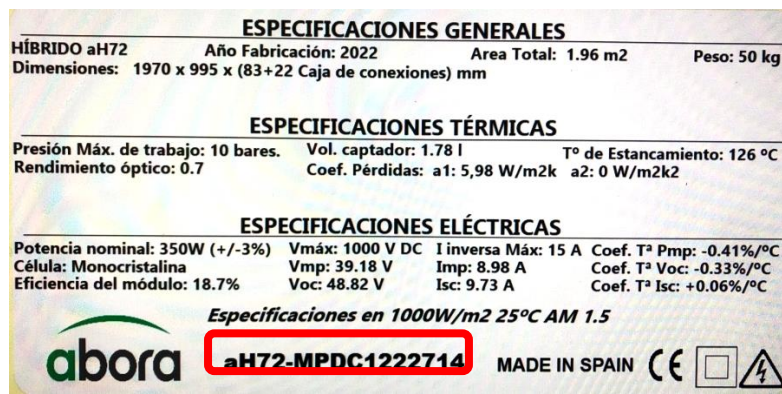 ESPECIFICACIONES GENERALES
HÍBRIDO aH72 Año Fabricación: 2022 Area Total: 1.96 m2 Peso: 50 kg
Dimensiones: 1970 x 995 x (83+22 Caja de conexiones) mm
ESPECIFICACIONES TÉRMICAS
Presión Máx. de trabajo: 10 bares. Vol. captador: 1.78 l Tº de Estancamiento: 126 ºC
Rendimiento óptico: 0.7 Coef. Pérdidas: a1: 5,98 W/m2k a2: 0 W/m2k2
ESPECIFICACIONES ELÉCTRICAS
Potencia nominal: 350W (+/-3%) Vmáx: 1000 V DC I inversa Máx: 15 A Coef. Tª Pmp: -0.41%/ºC
Célula: Monocristalina Vmp: 39.18 V Imp: 8.98 A Coef. Tª Voc: -0.33%/ºC
Eficiencia del módulo: 18.7% Voc: 48.82 V Isc: 9.73 A Coef. Tª Isc: +0.06%/ºC
Especificaciones en 1000W/m2 25ºC AM 1.5
abora aH72-MPDC1222714 MADE IN SPAIN CE